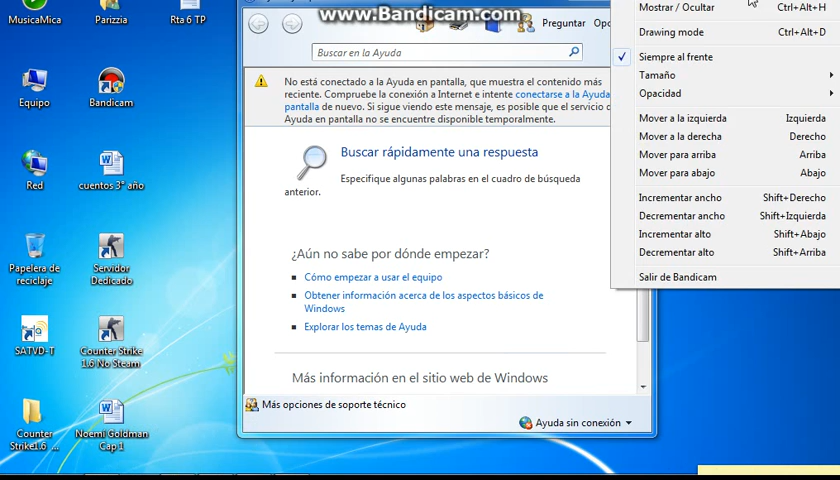 www.Bandicam.com
MusicaMica
Parizzia
Rta 6 TP
Equipo
Bandicam
Red
cuentos 3° año
Papelera de
reciclaje
Servidor
Dedicado
SATVD-T
Counter Strike
1.6 No Steam
Counter
Strike1.6 ...
Noemi Goldman
Cap 1
Preguntar
Buscar en la Ayuda
No está conectado a la Ayuda en pantalla, que muestra el contenido más
reciente. Compruebe la conexión a Internet e intente conectarse a la Ayuda
pantalla de nuevo. Si sigue viendo este mensaje, es posible que el servicio
Ayuda en pantalla no se encuentre disponible temporalmente.
Buscar rápidamente una respuesta
Especifique algunas palabras en el cuadro de búsqueda
anterior.
¿Aún no sabe por dónde empezar?
Cómo empezar a usar el equipo
Obtener información acerca de los aspectos básicos de
Windows
Explorar los temas de Ayuda
Más información en el sitio web de Windows
Más opciones de soporte técnico
Ayuda sin conexión
Mostrar / Ocultar Ctrl+Alt+H
Drawing mode Ctrl+Alt+D
Siempre al frente
Tamaño
Opacidad
Mover a la izquierda Izquierda
Mover a la derecha Derecho
Mover para arriba Arriba
Mover para abajo Abajo
Incrementar ancho Shift+Derecho
Decrementar ancho Shift+Izquierda
Incrementar alto Shift+Abajo
Decrementar alto Shift+Arriba
Salir de Bandicam